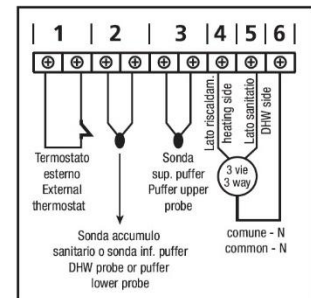 1 2 3 4 5 6
Termostato
esterno
External
thermostat
Sonda accumulo
sanitario o sonda inf. puffer
DHW probe or puffer
lower probe
Sonda
sup. puffer
Puffer upper
probe
Lato riscaldam.
heating side
Lato sanitatio
DHW side
3 vie
3 way
comune - N
common - N